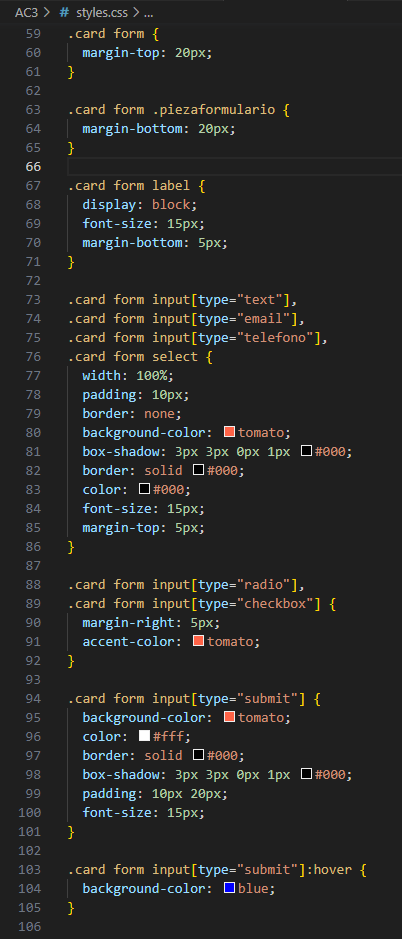 AC3 > # styles.css > ...
59 .card form {
60   margin-top: 20px;
61 }
62
63 .card form .piezaformulario {
64   margin-bottom: 20px;
65 }
66
67 .card form label {
68   display: block;
69   font-size: 15px;
70   margin-bottom: 5px;
71 }
72
73 .card form input[type="text"],
74 .card form input[type="email"],
75 .card form input[type="telefono"],
76 .card form select {
77   width: 100%;
78   padding: 10px;
79   border: none;
80   background-color: tomato;
81   box-shadow: 3px 3px 0px 1px #000;
82   border: solid #000;
83   color: #000;
84   font-size: 15px;
85   margin-top: 5px;
86 }
87
88 .card form input[type="radio"],
89 .card form input[type="checkbox"] {
90   margin-right: 5px;
91   accent-color: tomato;
92 }
93
94 .card form input[type="submit"] {
95   background-color: tomato;
96   color: #fff;
97   border: solid #000;
98   box-shadow: 3px 3px 0px 1px #000;
99   padding: 10px 20px;
100   font-size: 15px;
101 }
102
103 .card form input[type="submit"]:hover {
104   background-color: blue;
105 }
106